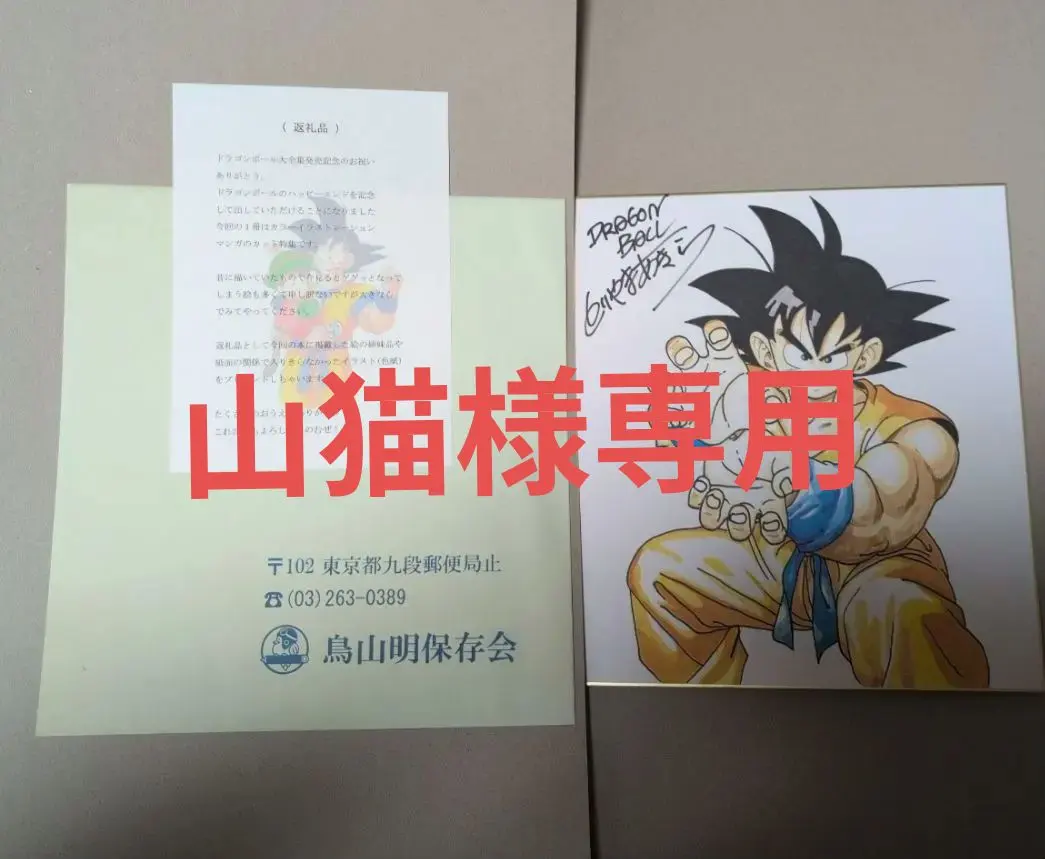 （ 返礼品 ）
ドラゴンボール大全集発売記念のお祝い
ありがとう。
ドラゴンボールのハッピーエンドを記念
して出していただけることになりました
今回の１冊はカラーイラストレーション
マンガのカット特集です。
昔に描いていたもので今見るとゾゾッとなって
しまう絵も多くて申し訳ないですが大きな心
でみてやってください。
返礼品として今回の本に掲載した絵の姉妹品や
紙面の関係で入りきらなかったイラスト(色紙)
をプレゼントしちゃいます
山猫様専用
〒102 東京都九段郵便局止
☎(03)263-0389
鳥山明保存会
DRAGON
BALL